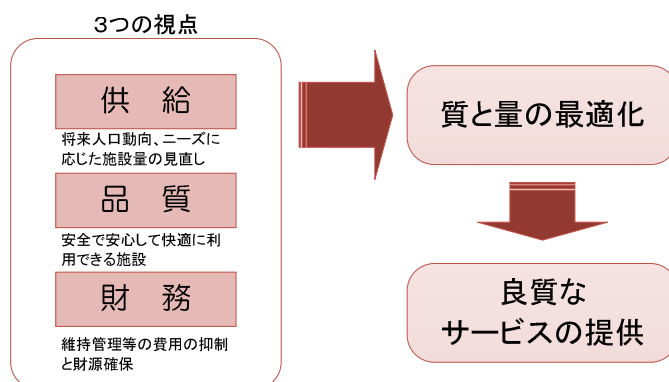 3つの視点
供給
将来人口動向、ニーズに
応じた施設量の見直し
品質
安全で安心して快適に利
用できる施設
財務
維持管理等の費用の抑制
と財源確保
質と量の最適化
良質な
サービスの提供